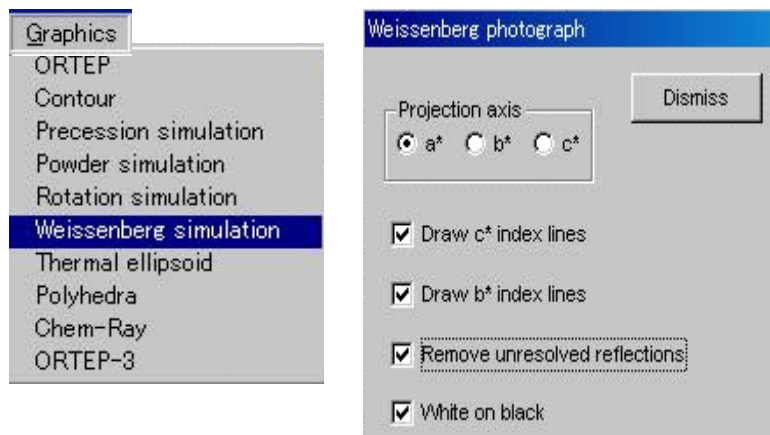 Graphics
ORTEP
Contour
Precession simulation
Powder simulation
Rotation simulation
Weissenberg simulation
Thermal ellipsoid
Polyhedra
Chem-Ray
ORTEP-3
Weissenberg photograph
Dismiss
Projection axis
a* b* c*
Draw c* index lines
Draw b* index lines
Remove unresolved reflections
White on black